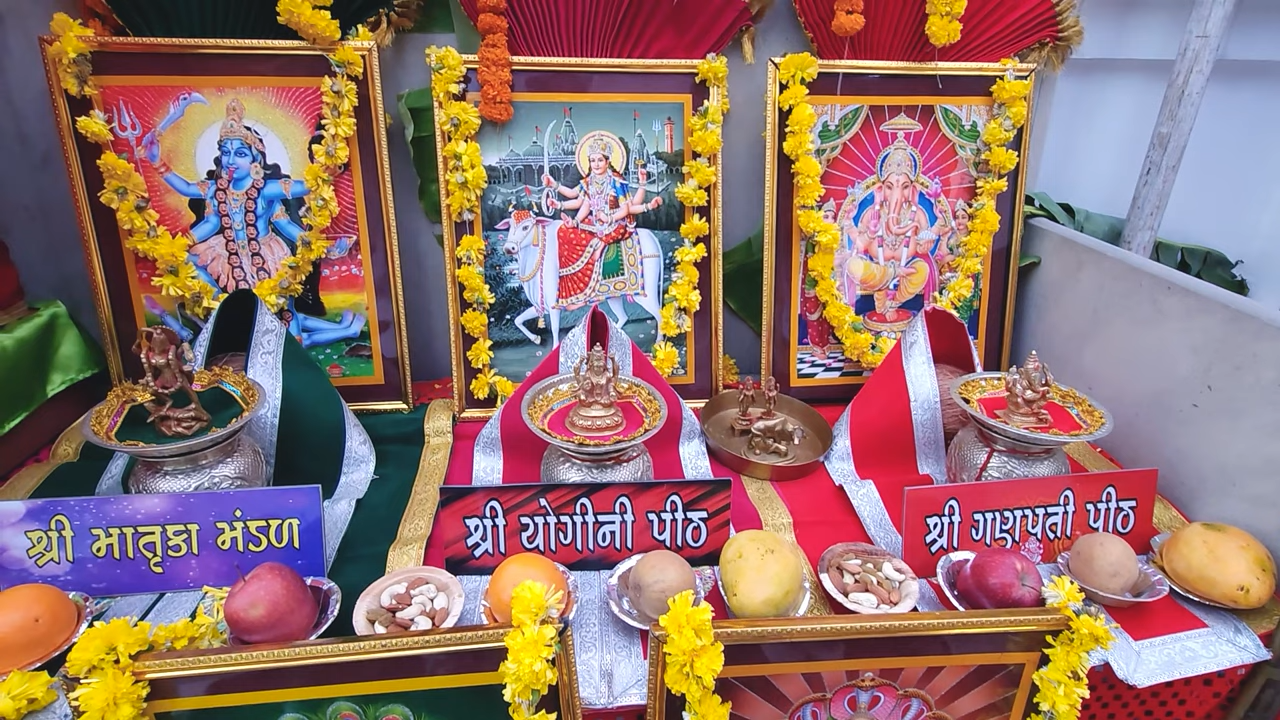 શ્રી માતૃકા મંડળ
શ્રી યોગીની પીઠ
શ્રી ગણપતી પીઠ